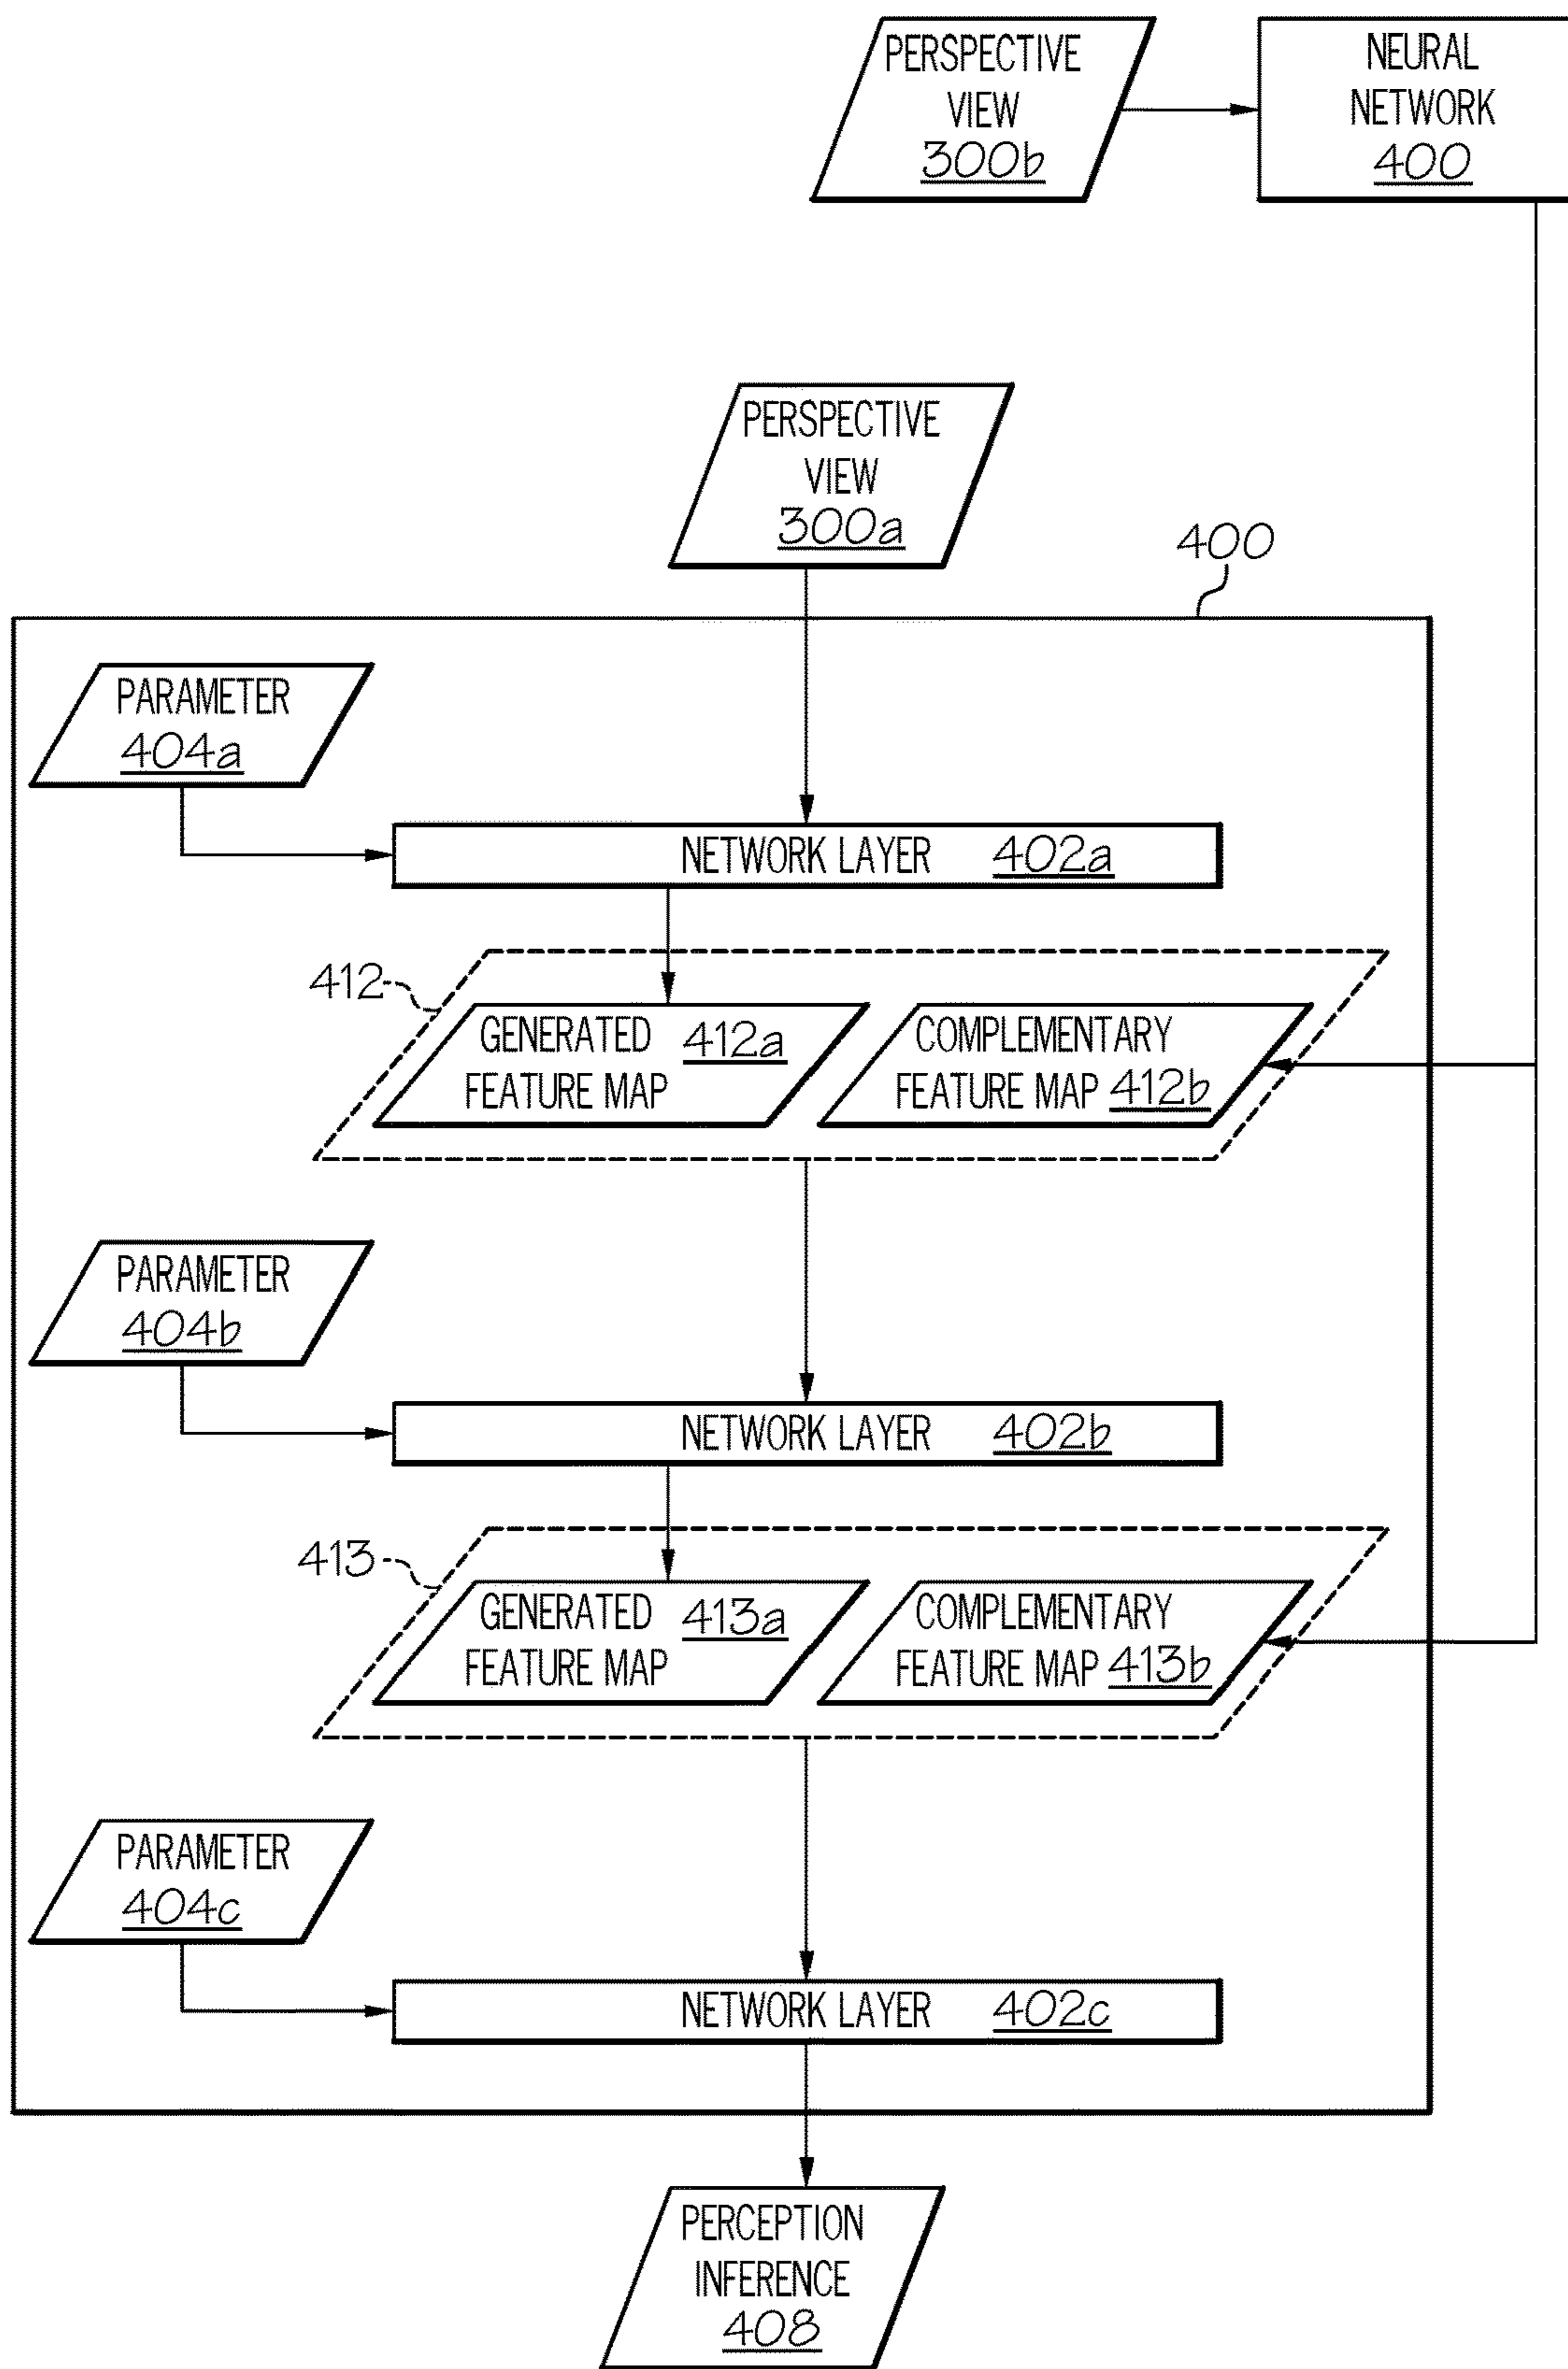 PERSPECTIVE
VIEW
300b
NEURAL
NETWORK
400
PERSPECTIVE
VIEW
300a
400
PARAMETER
404a
NETWORK LAYER 402a
412
GENERATED
FEATURE MAP
412a
COMPLEMENTARY
FEATURE MAP 412b
PARAMETER
404b
NETWORK LAYER 402b
413
GENERATED
FEATURE MAP
413a
COMPLEMENTARY
FEATURE MAP 413b
PARAMETER
404c
NETWORK LAYER 402c
PERCEPTION
INFERENCE
408